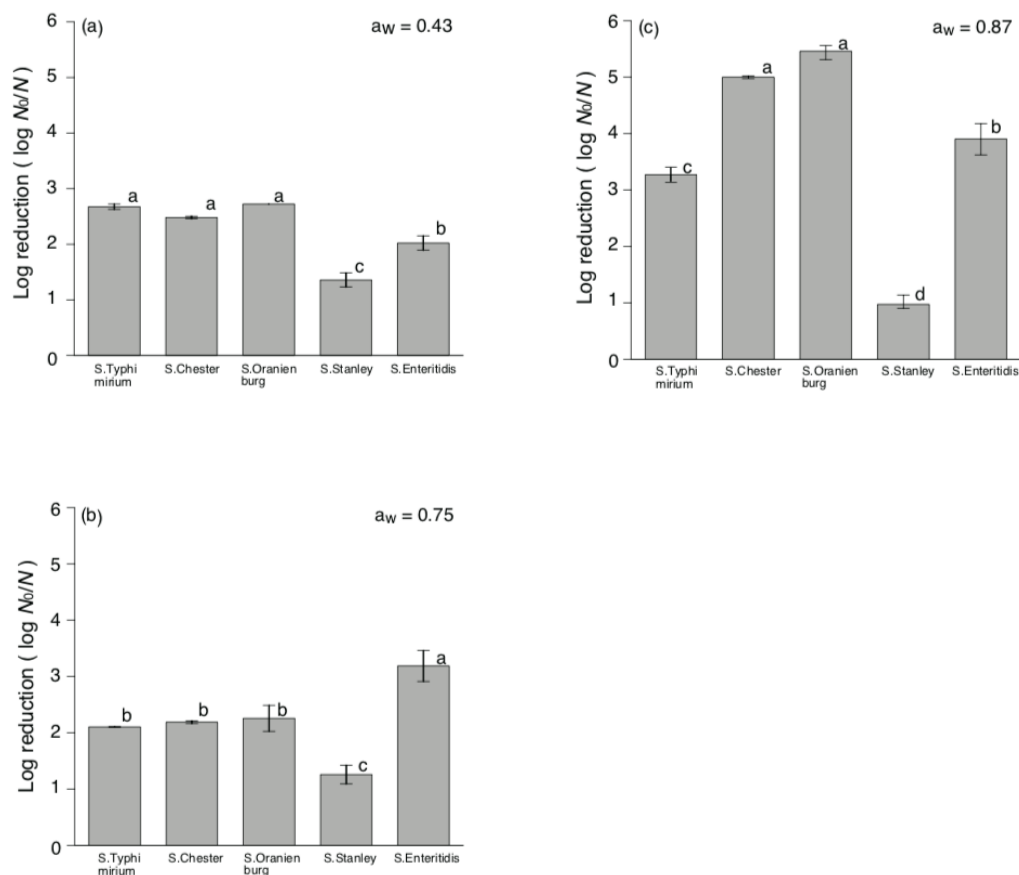 (a)
aw = 0.43
Log reduction ( log N0/N)
6
5
4
3
2
1
0
a
a
a
c
b
S.Typhi
mirium
S.Chester
S.Oranien
burg
S.Stanley
S.Enteritidis
(c)
aw = 0.87
Log reduction ( log N0/N)
6
5
4
3
2
1
0
c
a
a
d
b
S.Typhi
mirium
S.Chester
S.Oranien
burg
S.Stanley
S.Enteritidis
(b)
aw = 0.75
Log reduction ( log N0/N)
6
5
4
3
2
1
0
b
b
b
c
a
S.Typhi
mirium
S.Chester
S.Oranien
burg
S.Stanley
S.Enteritidis